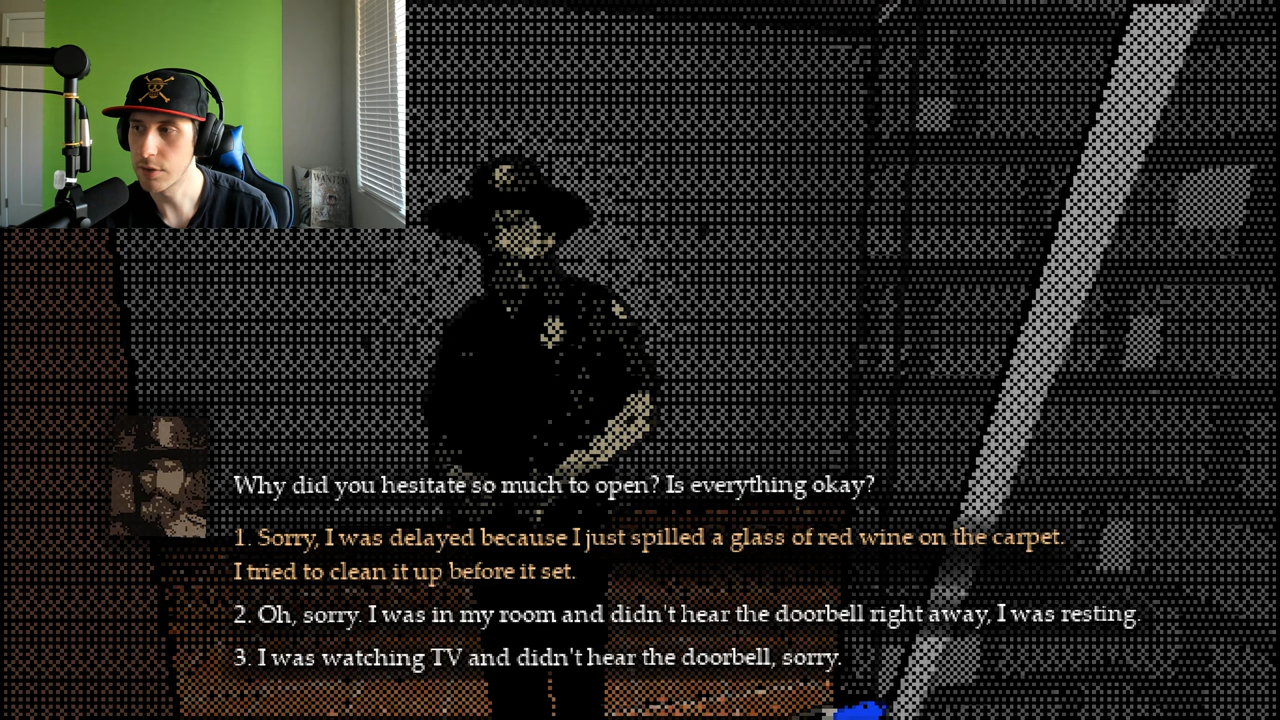 WANTED
Why did you hesitate so much to open? Is everything okay?
1. Sorry, I was delayed because I just spilled a glass of red wine on the carpet.
I tried to clean it up before it set.
2. Oh, sorry. I was in my room and didn't hear the doorbell right away, I was resting.
3. I was watching TV and didn't hear the doorbell, sorry.